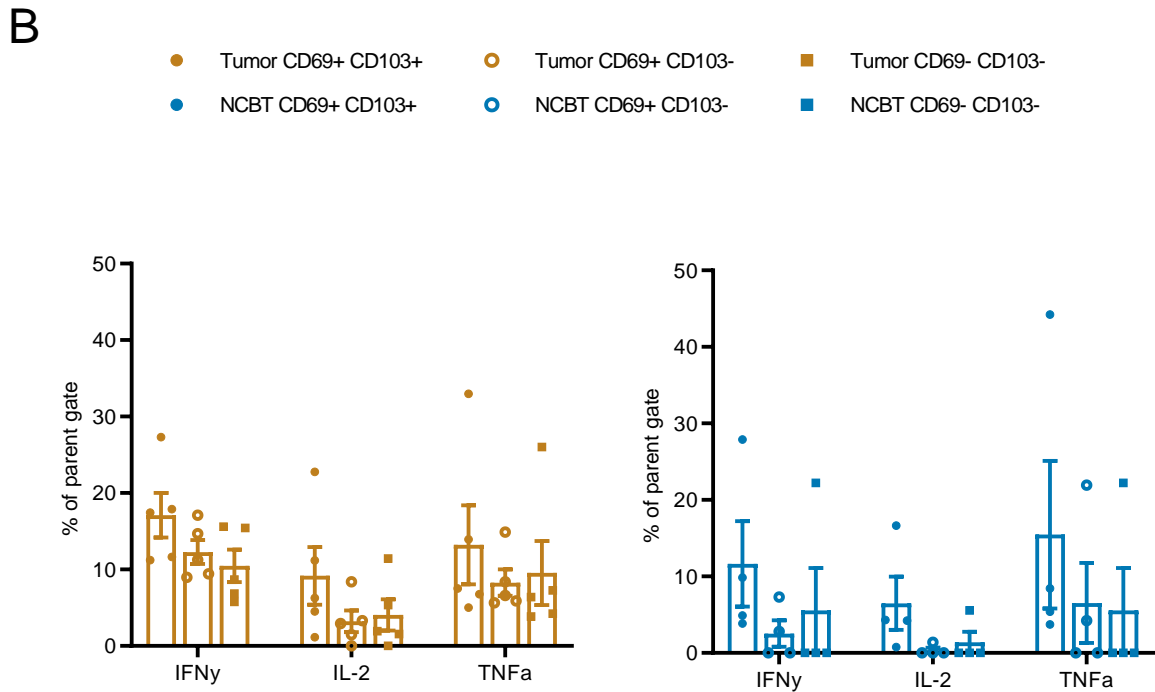 B
Tumor CD69+ CD103+ Tumor CD69+ CD103- Tumor CD69- CD103-
NCBT CD69+ CD103+ NCBT CD69+ CD103- NCBT CD69- CD103-
% of parent gate
50
40
30
20
10
0
IFNy IL-2 TNFa
% of parent gate
50
40
30
20
10
0
IFNy IL-2 TNFa